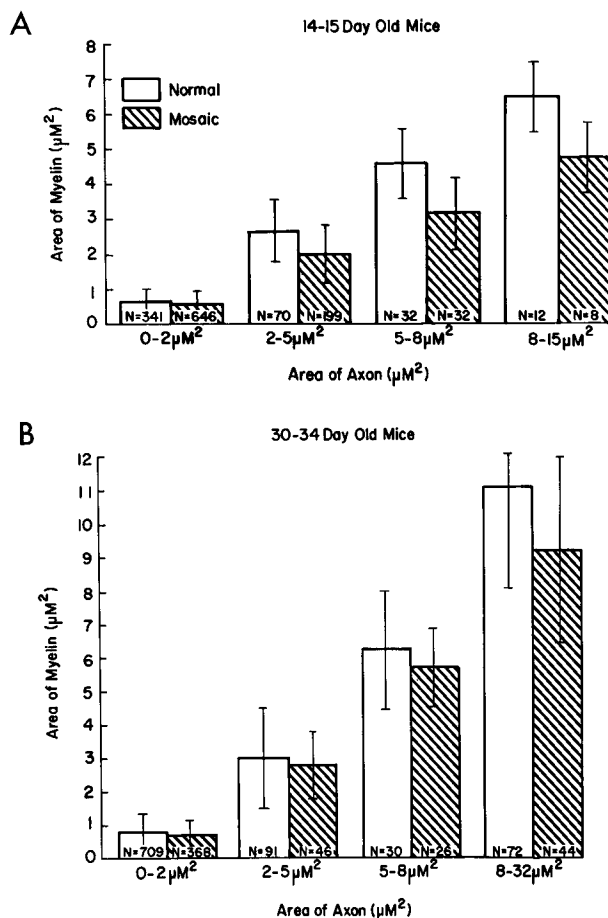 A
14-15 Day Old Mice
8
7
6
5
4
3
2
1
0
Area of Myelin (μM²)
Normal
Mosaic
N=341 N=646 N=70 N=199 N=32 N=32 N=12 N=8
0-2μM² 2-5μM² 5-8μM² 8-15μM²
Area of Axon (μM²)
B
30-34 Day Old Mice
12
11
10
9
8
7
6
5
4
3
2
1
0
Area of Myelin (μM²)
N=709 N=368 N=91 N=46 N=30 N=26 N=72 N=44
0-2μM² 2-5μM² 5-8μM² 8-32μM²
Area of Axon (μM²)